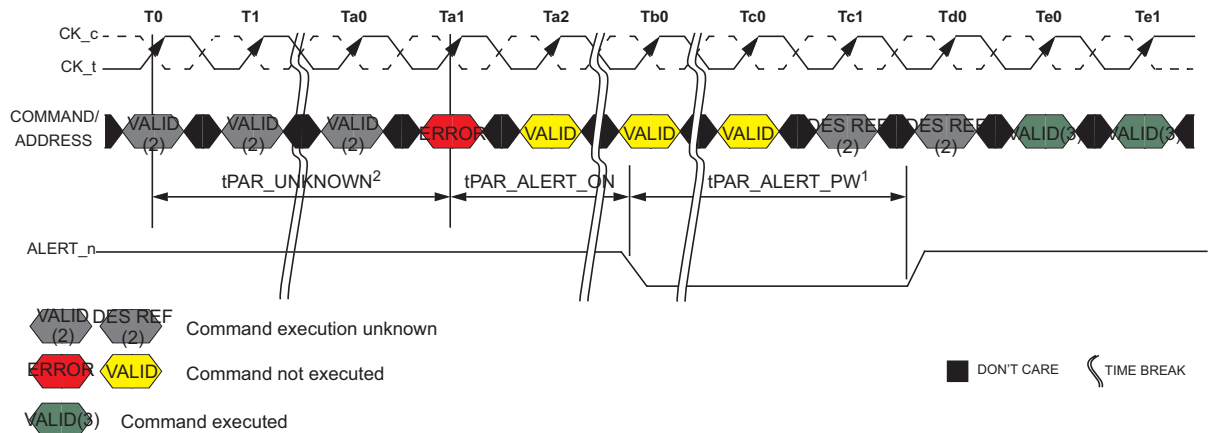 T0 T1 Ta0 Ta1 Ta2 Tb0 Tc0 Tc1 Td0 Te0 Te1
CK_c
CK_t
COMMAND/
ADDRESS
VALID
(2)
VALID
(2)
VALID
(2)
ERROR
VALID
VALID
VALID
DES REF
(2)
DES REF
(2)
VALID(3)
VALID(3)
tPAR_UNKNOWN²
tPAR_ALERT_ON
tPAR_ALERT_PW¹
ALERT_n
VALID
(2)
DES REF
(2)
Command execution unknown
ERROR
VALID
Command not executed
DON'T CARE
TIME BREAK
VALID(3)
Command executed